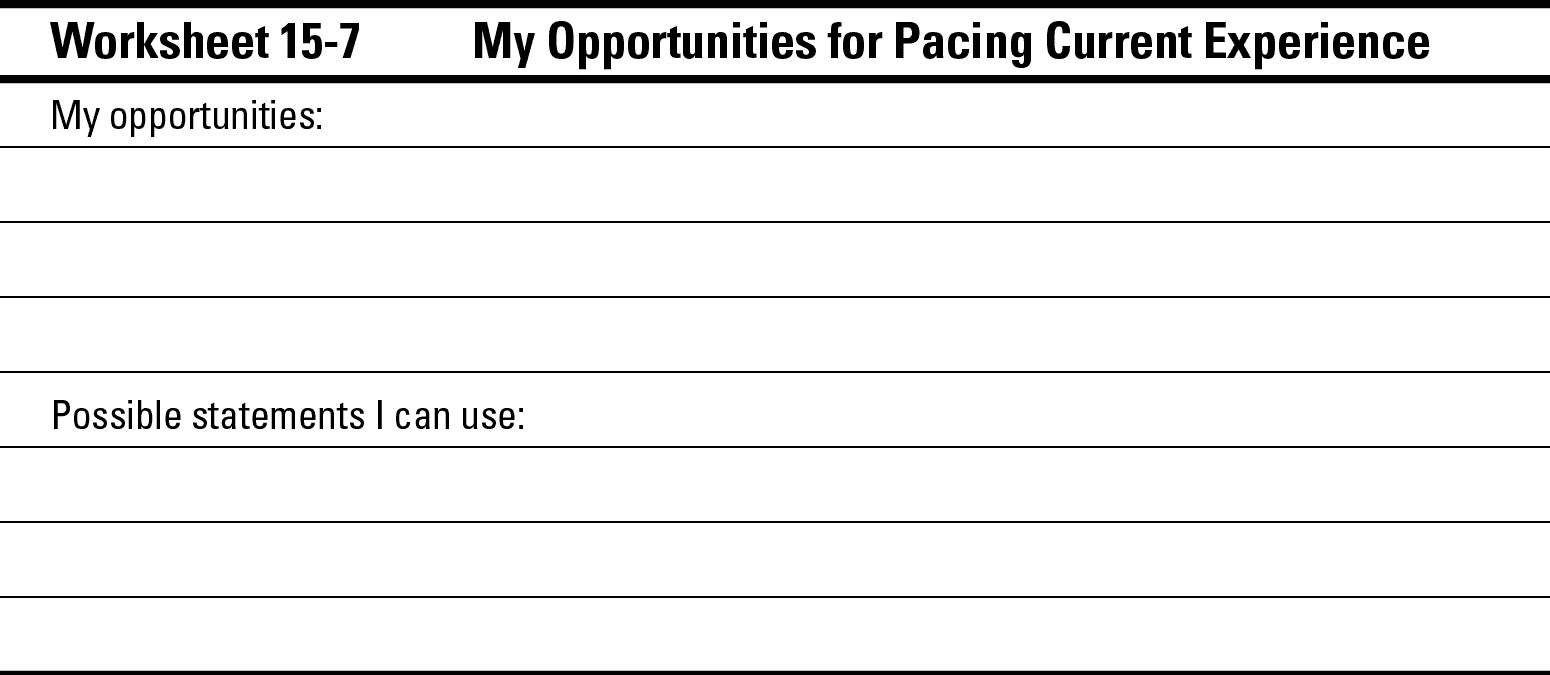 Worksheet 15-7 My Opportunities for Pacing Current Experience
My opportunities:
Possible statements I can use: